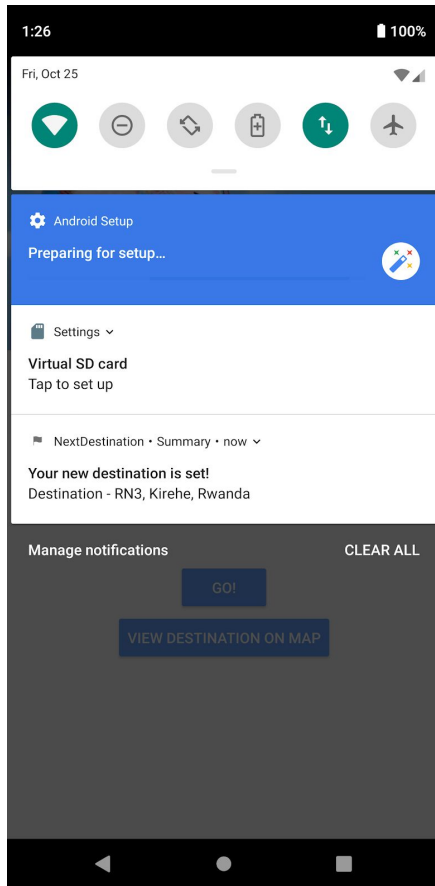 1:26 100%
Fri, Oct 25
Android Setup
Preparing for setup...
Settings
Virtual SD card
Tap to set up
NextDestination • Summary • now
Your new destination is set!
Destination - RN3, Kirehe, Rwanda
Manage notifications CLEAR ALL
GO!
VIEW DESTINATION ON MAP